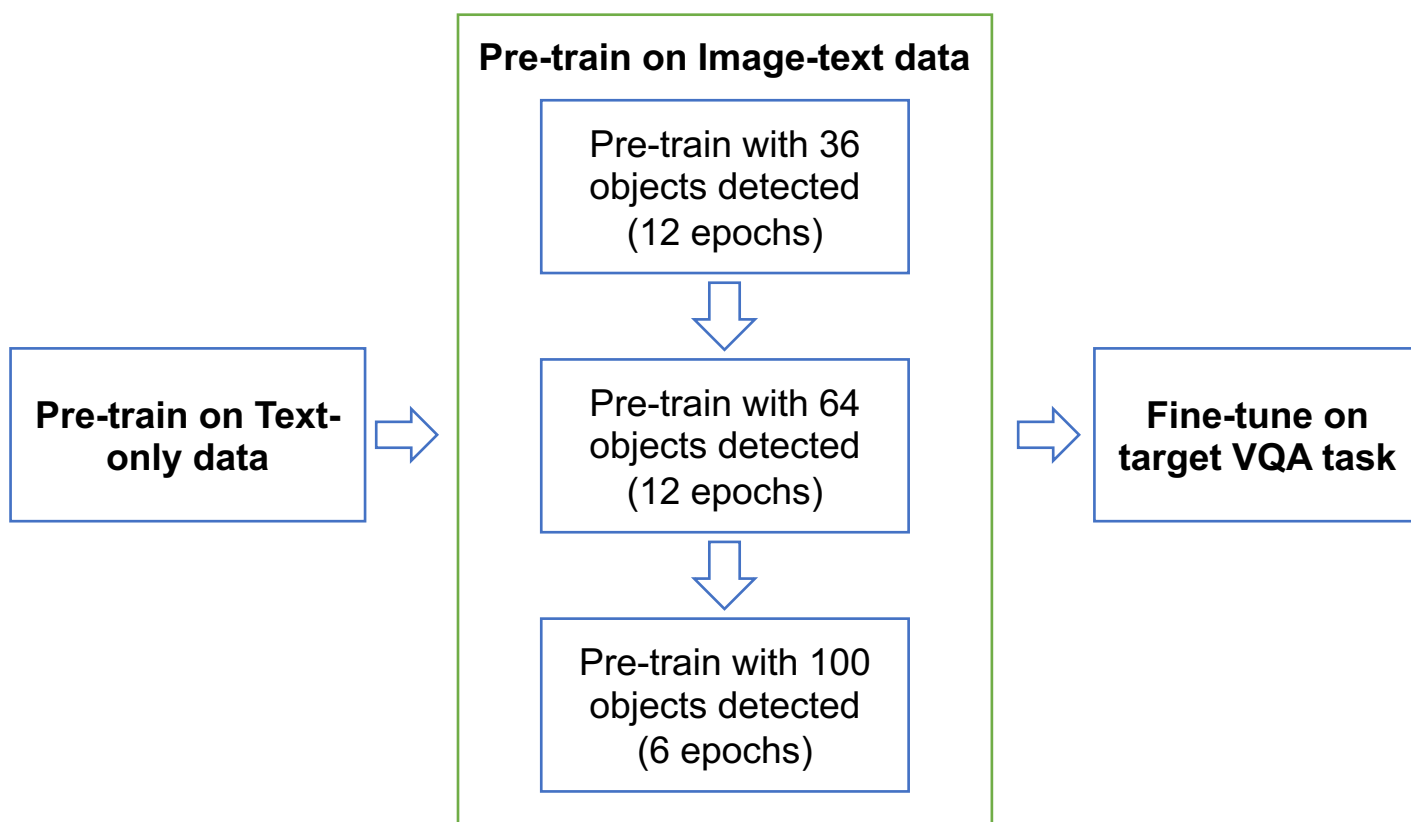 Pre-train on Image-text data
Pre-train with 36
objects detected
(12 epochs)
Pre-train on Text-
only data
Pre-train with 64
objects detected
(12 epochs)
Fine-tune on
target VQA task
Pre-train with 100
objects detected
(6 epochs)